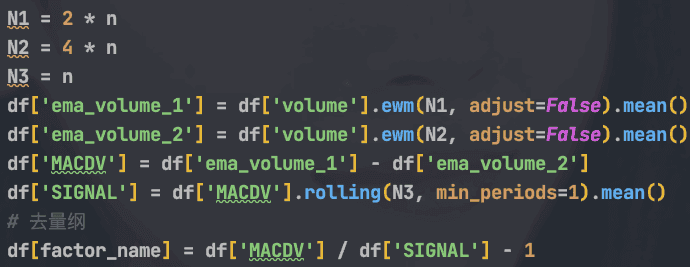 N1 = 2 * n
N2 = 4 * n
N3 = n
df['ema_volume_1'] = df['volume'].ewm(N1, adjust=False).mean()
df['ema_volume_2'] = df['volume'].ewm(N2, adjust=False).mean()
df['MACDV'] = df['ema_volume_1'] - df['ema_volume_2']
df['SIGNAL'] = df['MACDV'].rolling(N3, min_periods=1).mean()
# 去量纲
df[factor_name] = df['MACDV'] / df['SIGNAL'] - 1